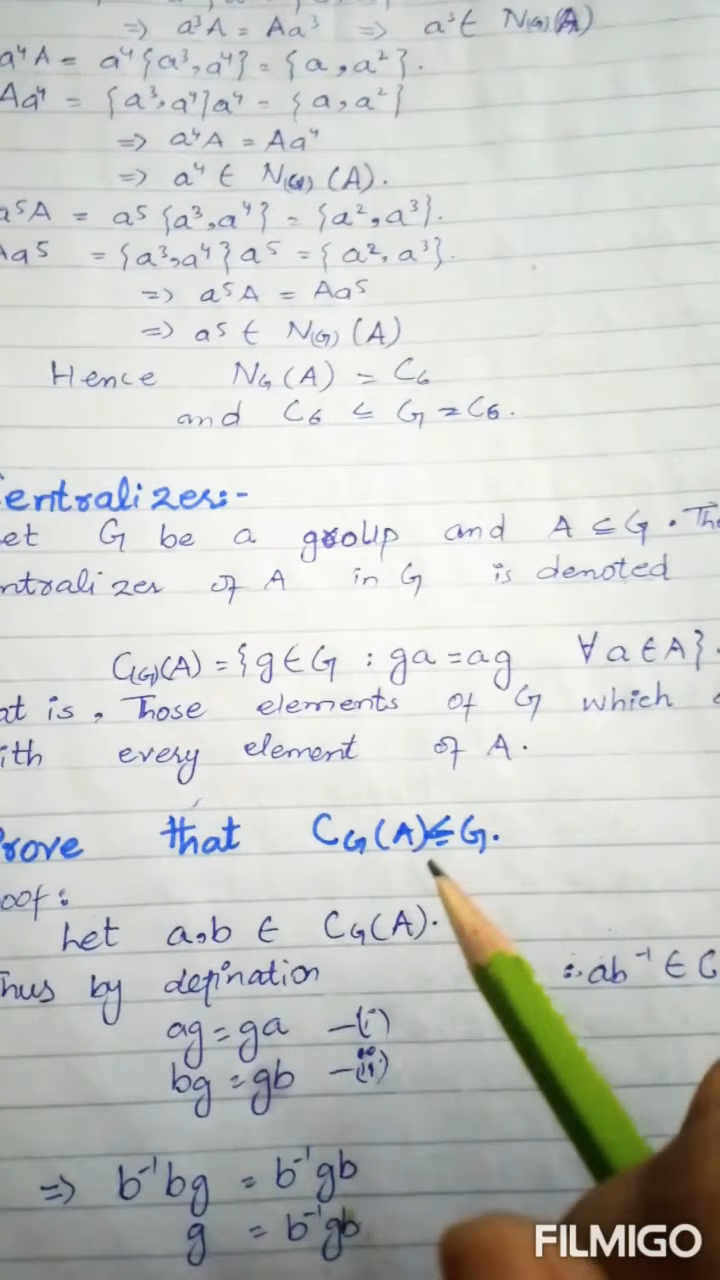 => a³A = Aa³ => a³ ∈ N(G)(A)
a⁴A = a⁴{a³,a⁴} = {a,a²}.
Aa⁴ = {a³,a⁴}a⁴ = {a,a²}
=> a⁴A = Aa⁴
=> a⁴ ∈ N(G)(A).
a⁵A = a⁵{a³,a⁴} = {a²,a³}.
Aa⁵ = {a³,a⁴}a⁵ = {a²,a³}.
=> a⁵A = Aa⁵
=> a⁵ ∈ N(G)(A)
Hence N_G(A) = C₆
and C₆ ≤ G = C₆.
entralizer:-
et G be a group and A ⊆ G. Th
ntralizer of A in G is denoted
C(G)(A) = {g∈G : ga=ag ∀a∈A}.
at is, Those elements of G which
ith every element of A.
rove that C_G(A)≤G.
oof:
Let a,b ∈ C_G(A).
Thus by defination ∴ab⁻¹ ∈ C
ag=ga —(i)
bg=gb —(ii)
=> b⁻¹bg = b⁻¹gb
g = b⁻¹gb
FILMIGO